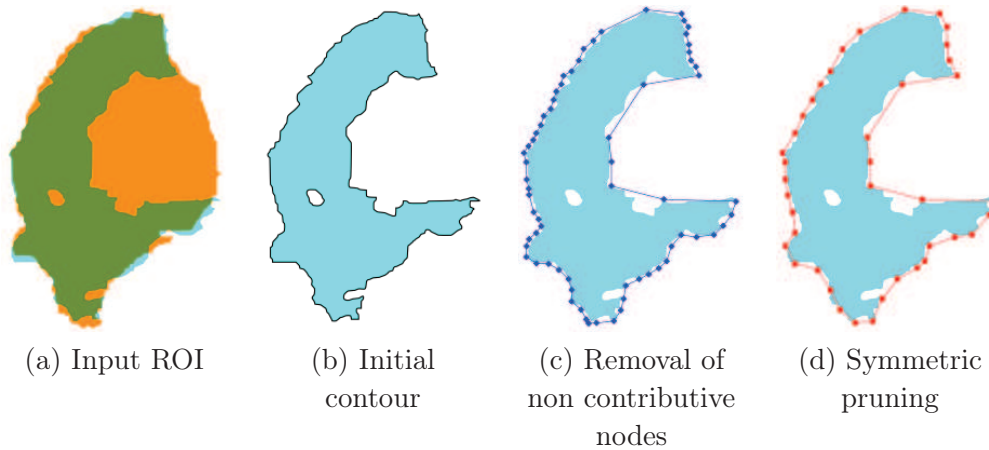 (a) Input ROI
(b) Initial
contour
(c) Removal of
non contributive
nodes
(d) Symmetric
pruning